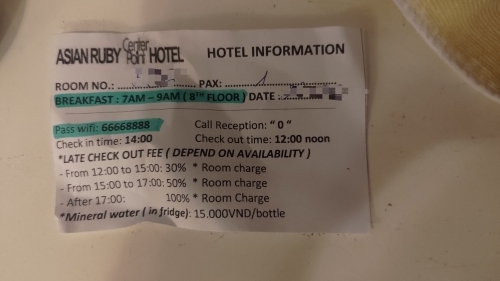 ASIAN RUBY Center Point HOTEL HOTEL INFORMATION
ROOM NO.: PAX: 1
BREAKFAST : 7AM – 9AM ( 8TH FLOOR ) DATE :
Pass wifi: 66668888 Call Reception: " 0 "
Check in time: 14:00 Check out time: 12:00 noon
*LATE CHECK OUT FEE ( DEPEND ON AVAILABILITY )
- From 12:00 to 15:00: 30% * Room charge
- From 15:00 to 17:00: 50% * Room charge
- After 17:00: 100% * Room Charge
*Mineral water ( in fridge): 15.000VND/bottle